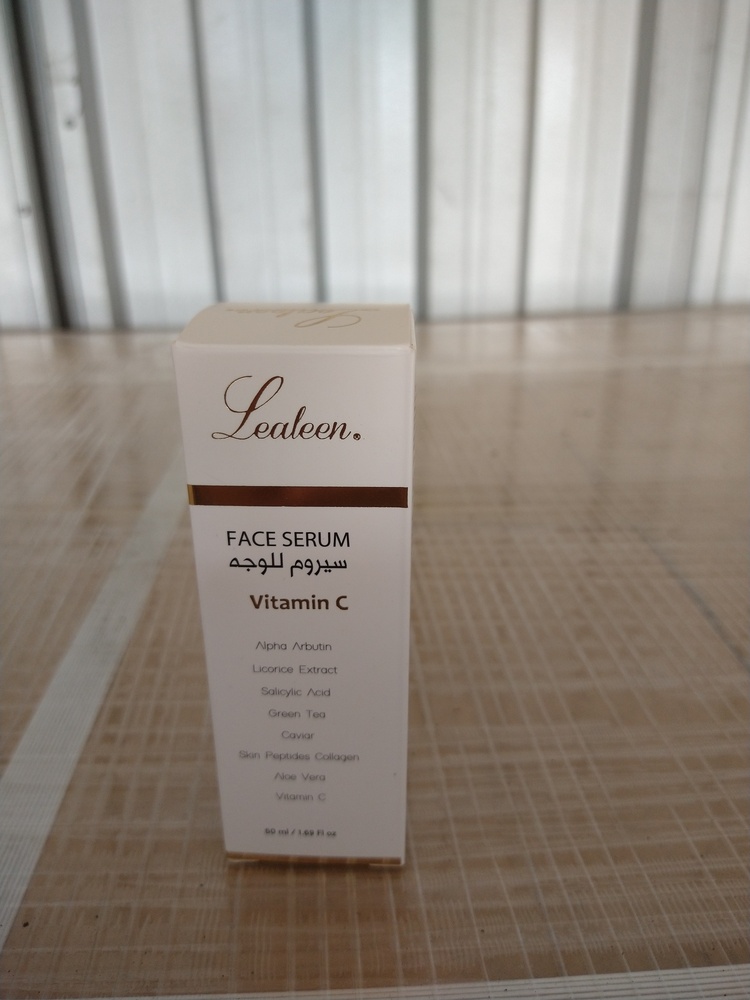 Lealeen
Lealeen®
FACE SERUM
سيروم للوجه
Vitamin C
Alpha Arbutin
Licorice Extract
Salicylic Acid
Green Tea
Caviar
Skin Peptides Collagen
Aloe Vera
Vitamin C
50 ml / 1.69 Fl oz